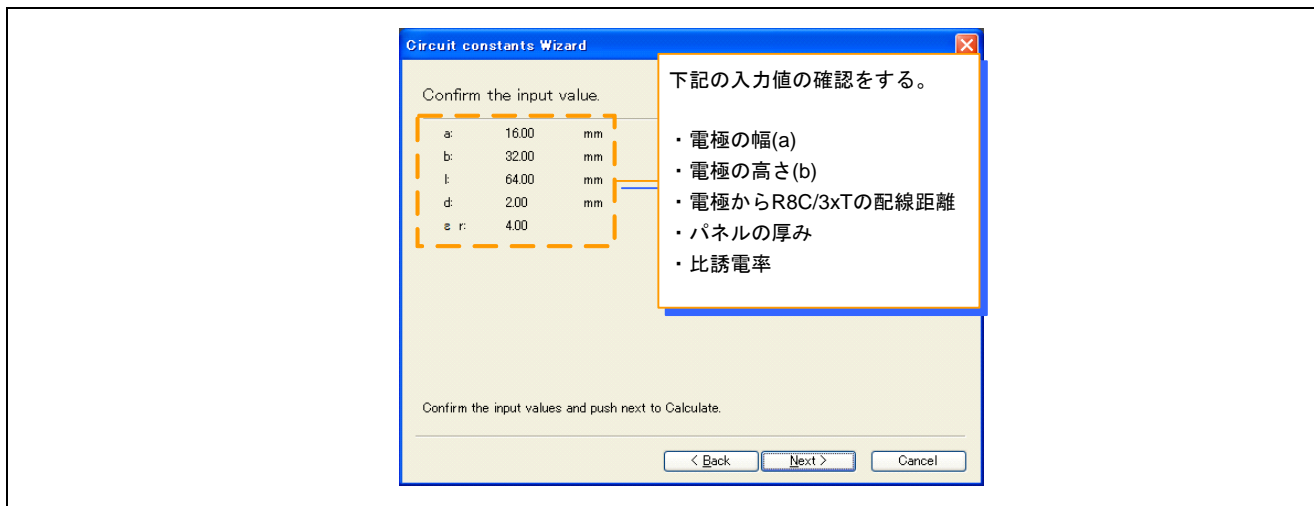 Circuit constants Wizard
Confirm the input value.
a: 16.00 mm
b: 32.00 mm
l: 64.00 mm
d: 2.00 mm
ε r: 4.00
下記の入力値の確認をする。
・電極の幅(a)
・電極の高さ(b)
・電極からR8C/3xTの配線距離
・パネルの厚み
・比誘電率
Confirm the input values and push next to Calculate.
< Back Next > Cancel